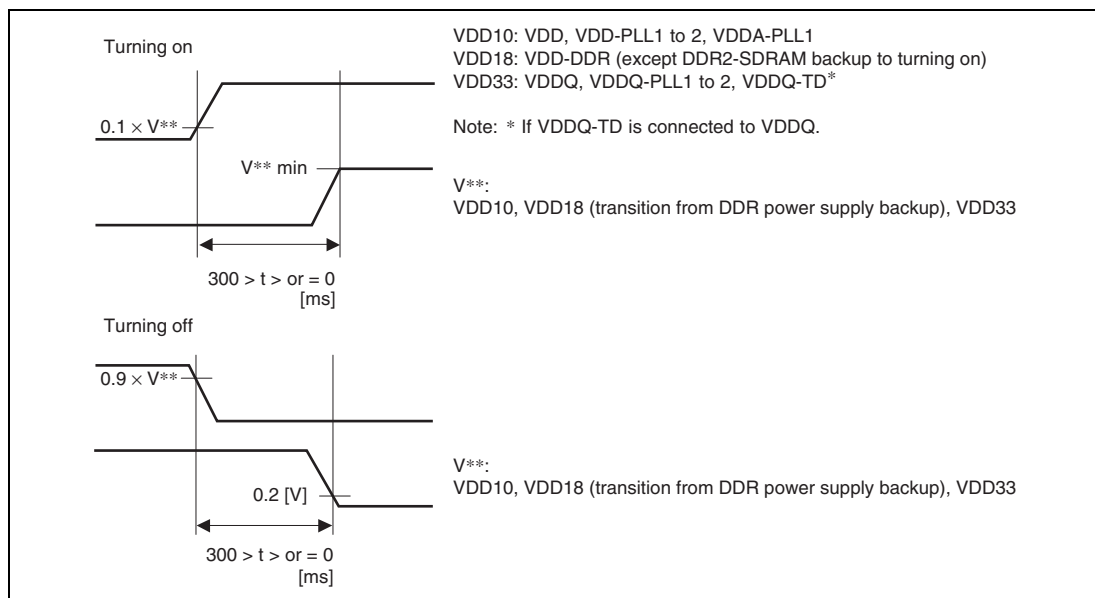 Turning on
VDD10: VDD, VDD-PLL1 to 2, VDDA-PLL1
VDD18: VDD-DDR (except DDR2-SDRAM backup to turning on)
VDD33: VDDQ, VDDQ-PLL1 to 2, VDDQ-TD*
Note: * If VDDQ-TD is connected to VDDQ.
0.1 × V**
V** min
V**:
VDD10, VDD18 (transition from DDR power supply backup), VDD33
300 > t > or = 0
[ms]
Turning off
0.9 × V**
0.2 [V]
V**:
VDD10, VDD18 (transition from DDR power supply backup), VDD33
300 > t > or = 0
[ms]